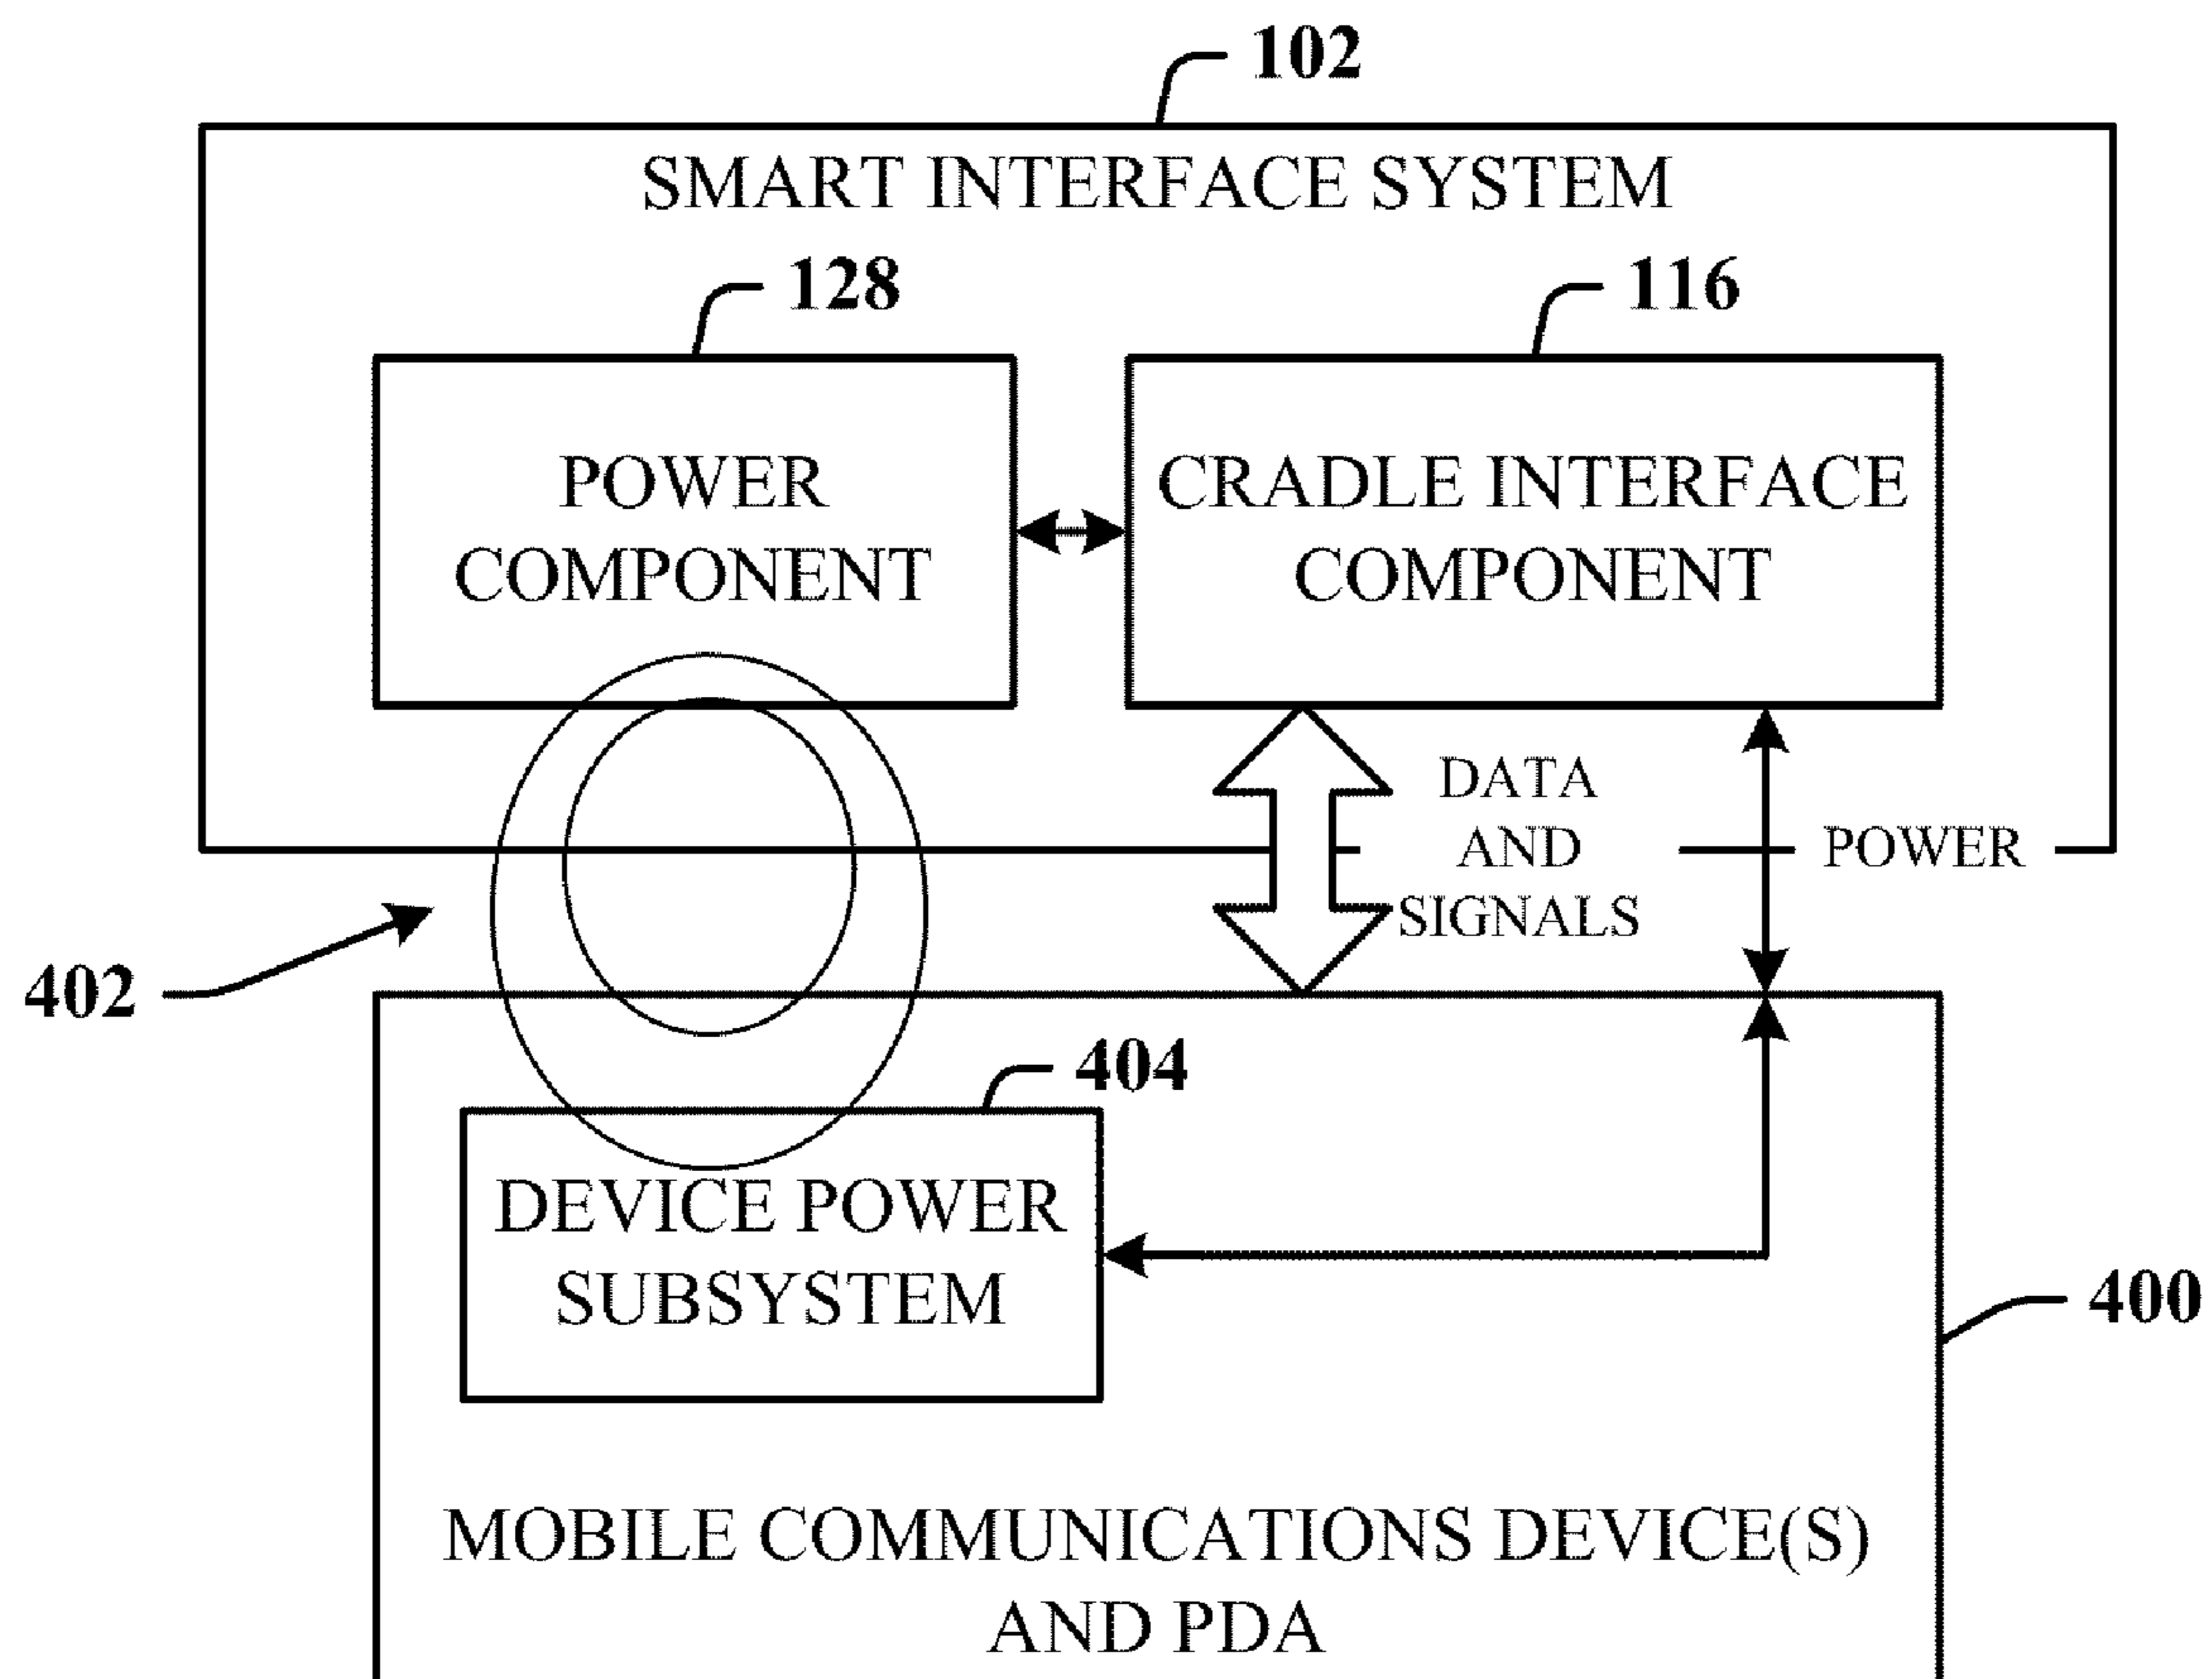 102
SMART INTERFACE SYSTEM
128
116
POWER
COMPONENT
CRADLE INTERFACE
COMPONENT
DATA
AND
SIGNALS
POWER
402
404
DEVICE POWER
SUBSYSTEM
400
MOBILE COMMUNICATIONS DEVICE(S)
AND PDA